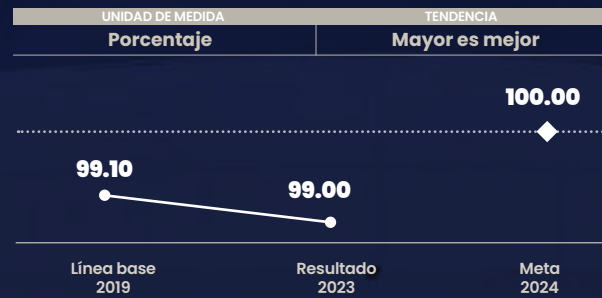 UNIDAD DE MEDIDA TENDENCIA
Porcentaje Mayor es mejor
100.00
99.10
99.00
Línea base Resultado Meta
2019 2023 2024